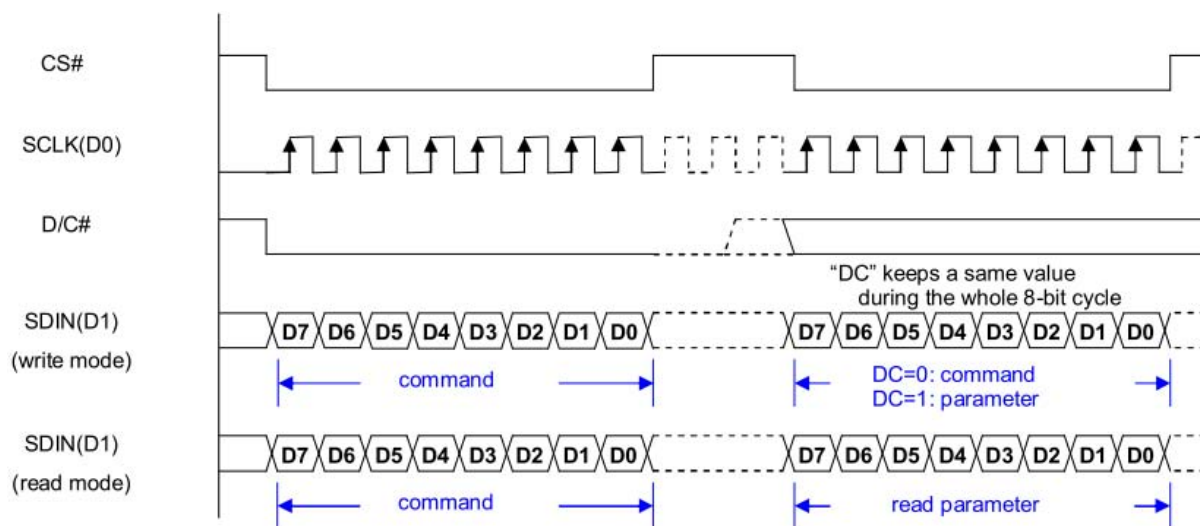 CS#
SCLK(D0)
D/C#
“DC” keeps a same value
during the whole 8-bit cycle
SDIN(D1)
(write mode)
D7 D6 D5 D4 D3 D2 D1 D0 D7 D6 D5 D4 D3 D2 D1 D0
command
DC=0: command
DC=1: parameter
SDIN(D1)
(read mode)
D7 D6 D5 D4 D3 D2 D1 D0 D7 D6 D5 D4 D3 D2 D1 D0
command read parameter